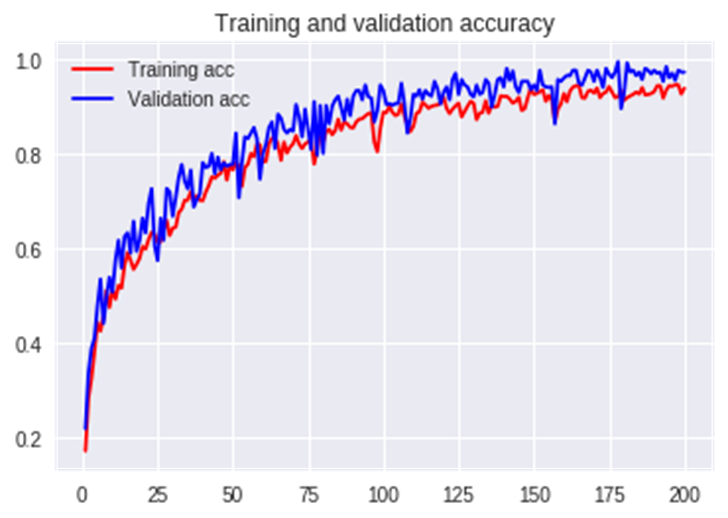 Training and validation accuracy
Training acc
Validation acc
1.0
0.8
0.6
0.4
0.2
0 25 50 75 100 125 150 175 200